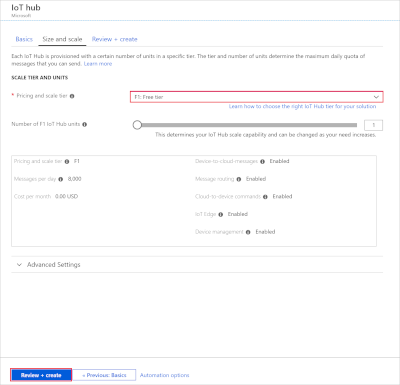 IoT hub
Microsoft
Basics Size and scale Review + create
Each IoT Hub is provisioned with a certain number of units in a specific tier. The tier and number of units determine the maximum daily quota of
messages that you can send. Learn more
SCALE TIER AND UNITS
* Pricing and scale tier F1: Free tier
Learn how to choose the right IoT Hub tier for your solution
Number of F1 IoT Hub units 1
This determines your IoT Hub scale capability and can be changed as your need increases.
Pricing and scale tier F1 Device-to-cloud-messages Enabled
Messages per day 8,000 Message routing Enabled
Cost per month 0.00 USD Cloud-to-device commands Enabled
IoT Edge Enabled
Device management Enabled
Advanced Settings
Review + create « Previous: Basics Automation options